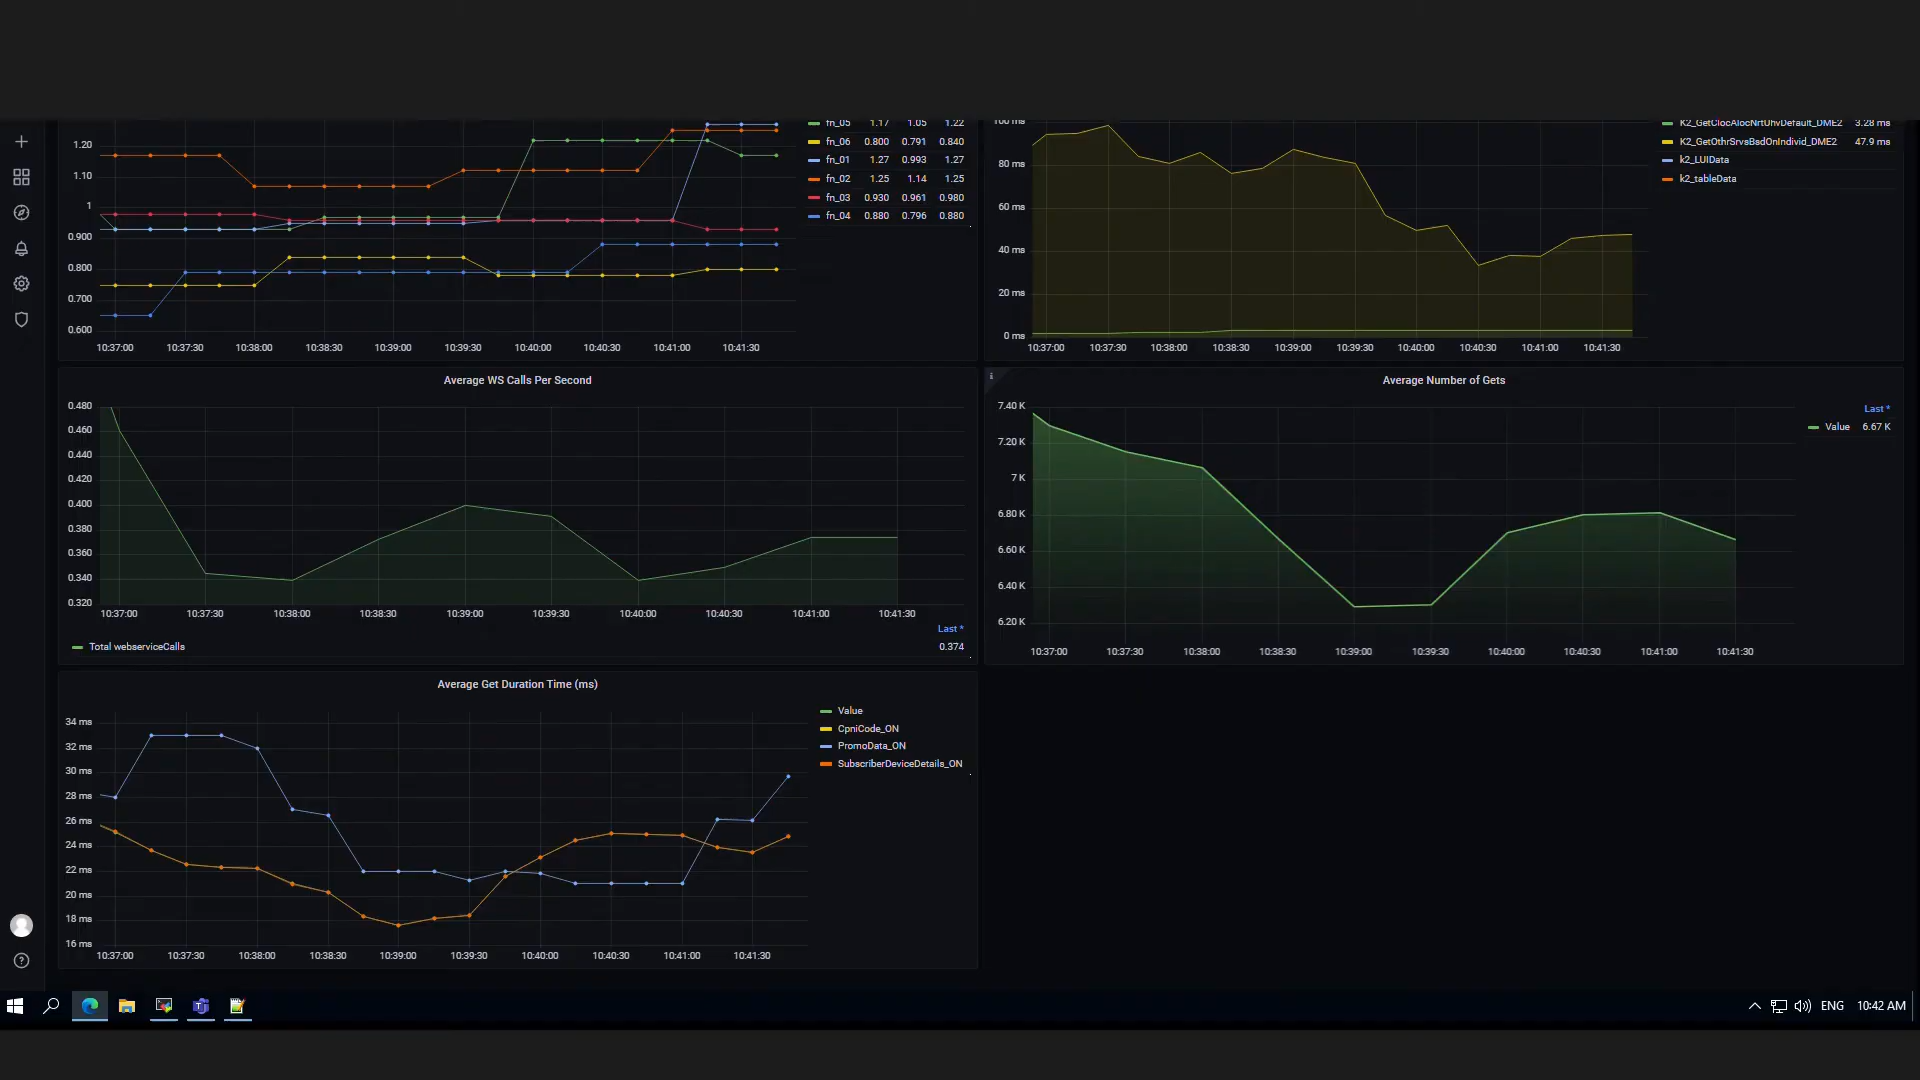 fn_05 1.17 1.05 1.22
fn_06 0.800 0.791 0.840
fn_01 1.27 0.993 1.27
fn_02 1.25 1.14 1.25
fn_03 0.930 0.961 0.980
fn_04 0.880 0.796 0.880
1.20
1.10
1
0.900
0.800
0.700
0.600
10:37:00 10:37:30 10:38:00 10:38:30 10:39:00 10:39:30 10:40:00 10:40:30 10:41:00 10:41:30
100 ms
80 ms
60 ms
40 ms
20 ms
0 ms
10:37:00 10:37:30 10:38:00 10:38:30 10:39:00 10:39:30 10:40:00 10:40:30 10:41:00 10:41:30
K2_GetClocAlocNrtUhvDefault_DME2 3.28 ms
K2_GetOthrSrvsBsdOnIndivid_DME2 47.9 ms
k2_LUIData
k2_tableData
Average WS Calls Per Second
0.480
0.460
0.440
0.420
0.400
0.380
0.360
0.340
0.320
10:37:00 10:37:30 10:38:00 10:38:30 10:39:00 10:39:30 10:40:00 10:40:30 10:41:00 10:41:30
Last *
Total webserviceCalls 0.374
i
Average Number of Gets
7.40 K
7.20 K
7 K
6.80 K
6.60 K
6.40 K
6.20 K
10:37:00 10:37:30 10:38:00 10:38:30 10:39:00 10:39:30 10:40:00 10:40:30 10:41:00 10:41:30
Last *
Value 6.67 K
Average Get Duration Time (ms)
34 ms
32 ms
30 ms
28 ms
26 ms
24 ms
22 ms
20 ms
18 ms
16 ms
10:37:00 10:37:30 10:38:00 10:38:30 10:39:00 10:39:30 10:40:00 10:40:30 10:41:00 10:41:30
Value
CpniCode_ON
PromoData_ON
SubscriberDeviceDetails_ON
ENG 10:42 AM